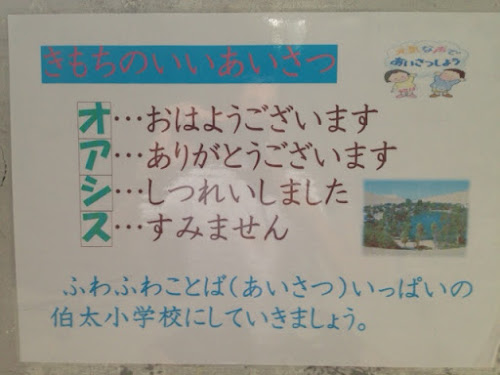 きもちのいいあいさつ
元気な声で
あいさつしよう
オ…おはようございます
ア…ありがとうございます
シ…しつれいしました
ス…すみません
ふわふわことば(あいさつ)いっぱいの
伯太小学校にしていきましょう。